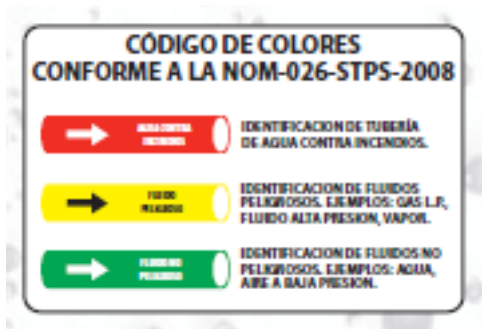 CÓDIGO DE COLORES
CONFORME A LA NOM-026-STPS-2008
AGUA CONTRA
INCENDIOS
IDENTIFICACION DE TUBERÍA
DE AGUA CONTRA INCENDIOS.
FLUIDO
PELIGROSO
IDENTIFICACION DE FLUIDOS
PELIGROSOS. EJEMPLOS: GAS L.P.,
FLUIDO ALTA PRESION, VAPOR.
FLUIDO NO
PELIGROSO
IDENTIFICACION DE FLUIDOS NO
PELIGROSOS. EJEMPLOS: AGUA,
AIRE A BAJA PRESION.